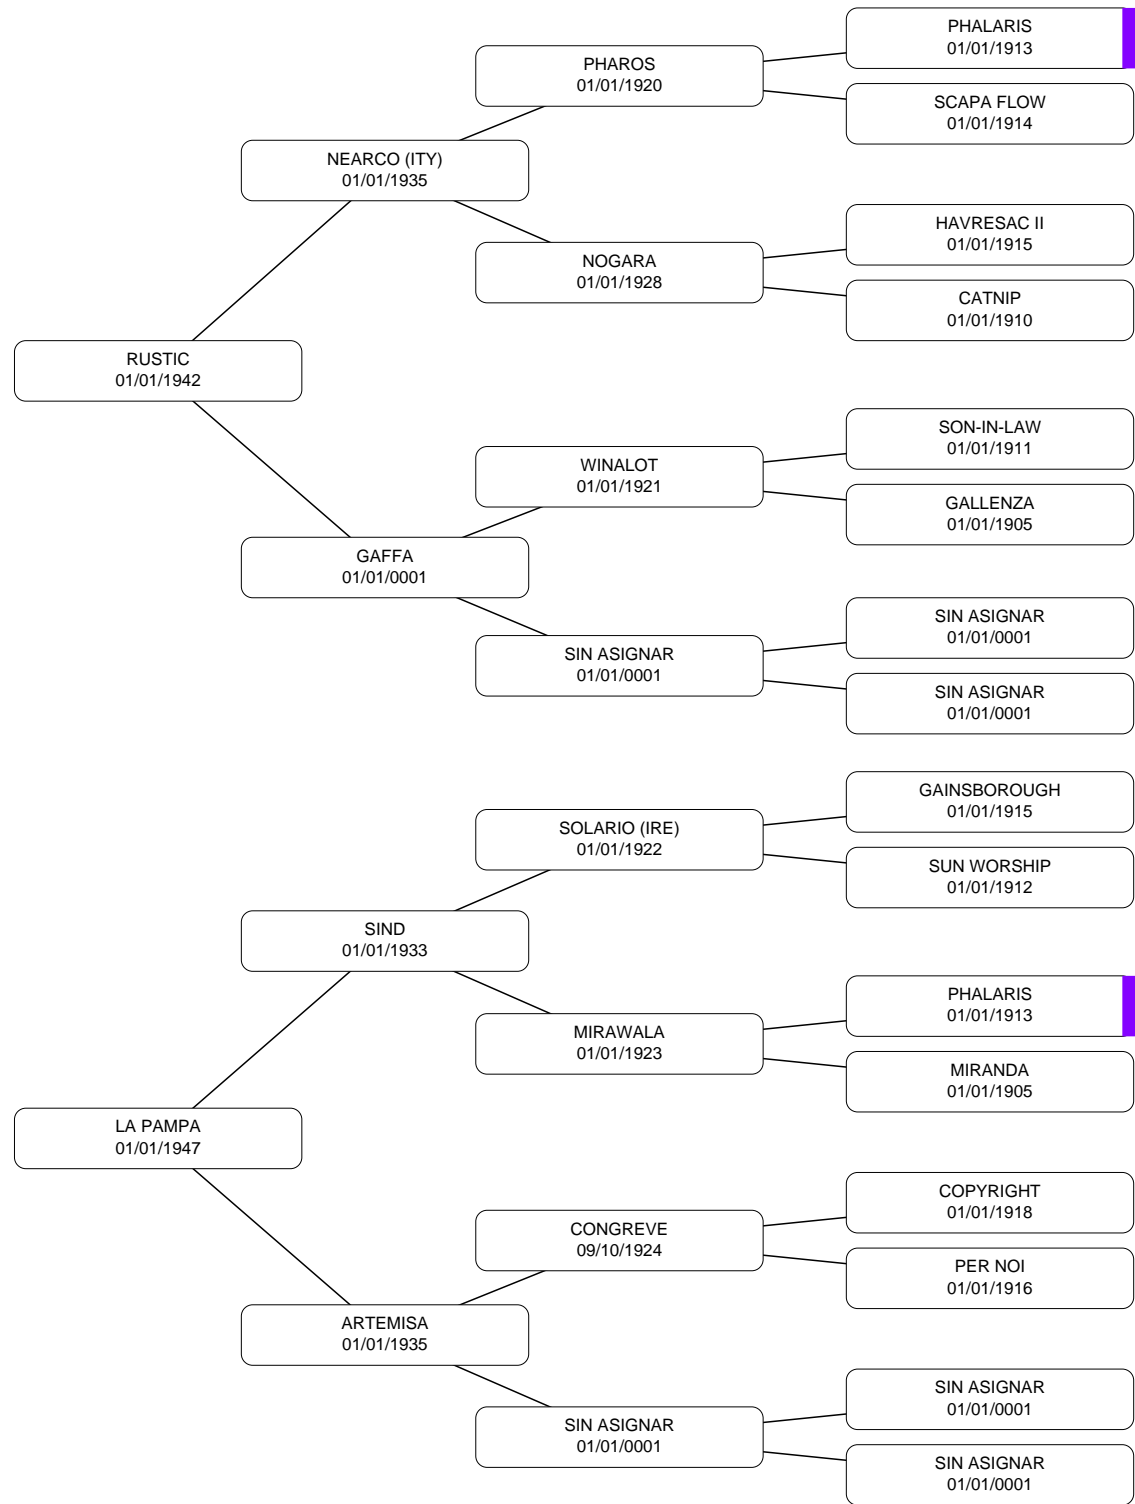 PHALARIS
01/01/1913
PHAROS
01/01/1920
SCAPA FLOW
01/01/1914
NEARCO (ITY)
01/01/1935
HAVRESAC II
01/01/1915
NOGARA
01/01/1928
CATNIP
01/01/1910
RUSTIC
01/01/1942
SON-IN-LAW
01/01/1911
WINALOT
01/01/1921
GALLENZA
01/01/1905
GAFFA
01/01/0001
SIN ASIGNAR
01/01/0001
SIN ASIGNAR
01/01/0001
SIN ASIGNAR
01/01/0001
GAINSBOROUGH
01/01/1915
SOLARIO (IRE)
01/01/1922
SUN WORSHIP
01/01/1912
SIND
01/01/1933
PHALARIS
01/01/1913
MIRAWALA
01/01/1923
MIRANDA
01/01/1905
LA PAMPA
01/01/1947
COPYRIGHT
01/01/1918
CONGREVE
09/10/1924
PER NOI
01/01/1916
ARTEMISA
01/01/1935
SIN ASIGNAR
01/01/0001
SIN ASIGNAR
01/01/0001
SIN ASIGNAR
01/01/0001